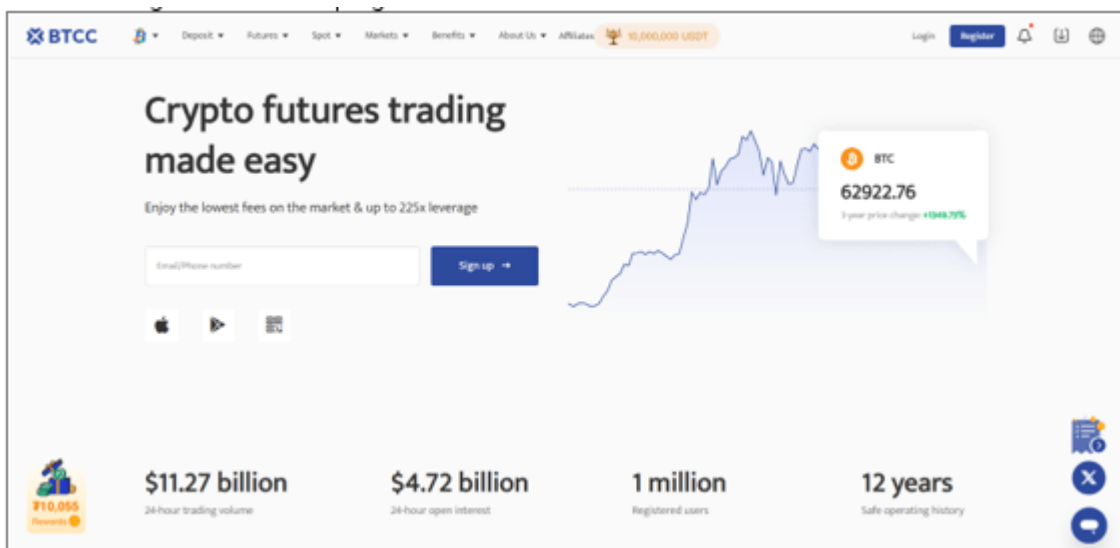 BTCC
Deposit Futures Spot Markets Benefits About Us Affiliates 10,000,000 USDT Login Register
Crypto futures trading
made easy
Enjoy the lowest fees on the market & up to 225x leverage
Email/Phone number
Sign up →
BTC
62922.76
3-year price change:
$11.27 billion
24-hour trading volume
$4.72 billion
24-hour open interest
1 million
Registered users
12 years
Safe operating history
₮10,055
Rewards
X